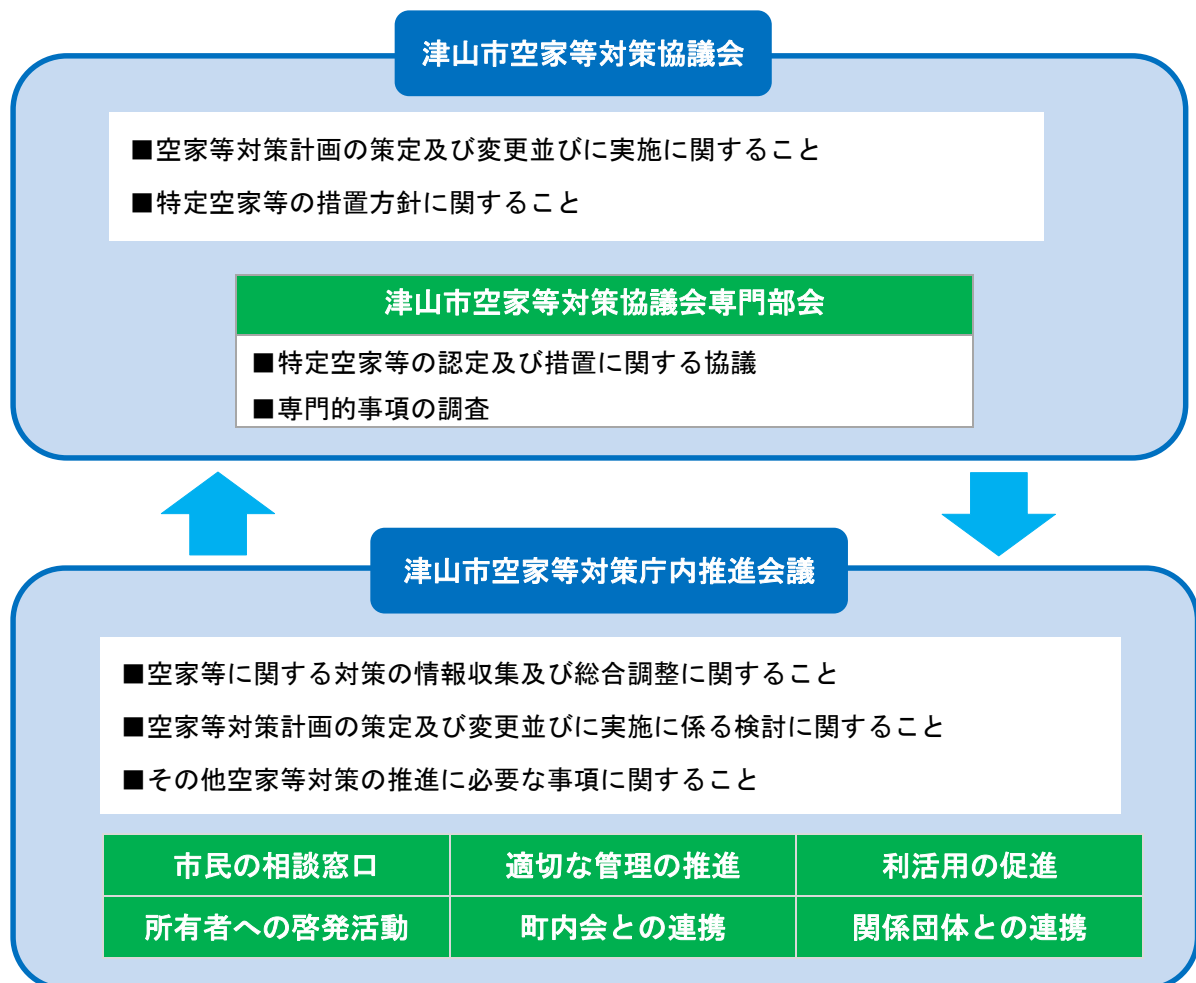 津山市空家等対策協議会
■空家等対策計画の策定及び変更並びに実施に関すること
■特定空家等の措置方針に関すること
津山市空家等対策協議会専門部会
■特定空家等の認定及び措置に関する協議
■専門的事項の調査
津山市空家等対策庁内推進会議
■空家等に関する対策の情報収集及び総合調整に関すること
■空家等対策計画の策定及び変更並びに実施に係る検討に関すること
■その他空家等対策の推進に必要な事項に関すること
市民の相談窓口 適切な管理の推進 利活用の促進
所有者への啓発活動 町内会との連携 関係団体との連携